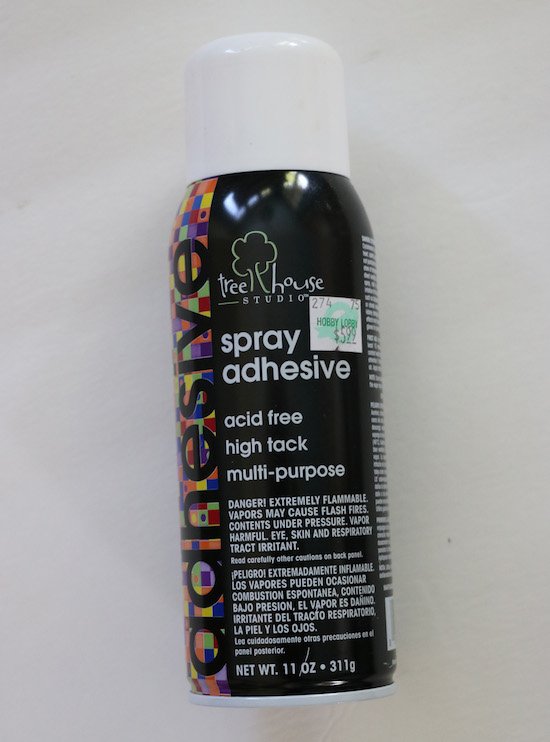 adhesive
tree house
STUDIO™
274 75
HOBBY LOBBY
$5.99
spray
adhesive
acid free
high tack
multi-purpose
DANGER! EXTREMELY FLAMMABLE.
VAPORS MAY CAUSE FLASH FIRES.
CONTENTS UNDER PRESSURE. VAPOR
HARMFUL. EYE, SKIN AND RESPIRATORY
TRACT IRRITANT.
Read carefully other cautions on back panel.
¡PELIGRO! EXTREMADAMENTE INFLAMABLE.
LOS VAPORES PUEDEN OCASIONAR
COMBUSTION ESPONTANEA, CONTENIDO
BAJO PRESION, EL VAPOR ES DAÑINO.
IRRITANTE DEL TRACTO RESPIRATORIO,
LA PIEL Y LOS OJOS.
Lea cuidadosamente otras precauciones en el
panel posterior.
NET WT. 11 OZ • 311g